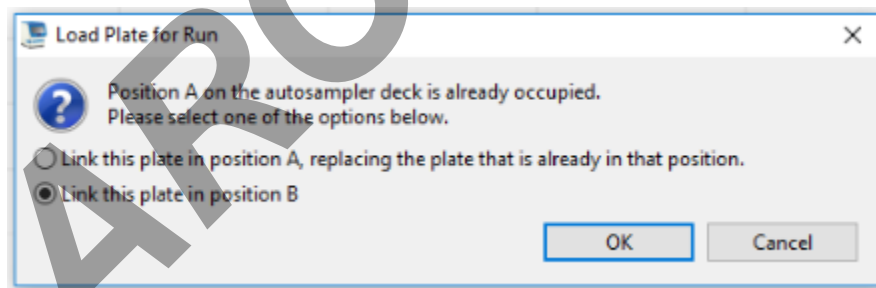 Load Plate for Run
Position A on the autosampler deck is already occupied.
Please select one of the options below.
Link this plate in position A, replacing the plate that is already in that position.
Link this plate in position B
OK
Cancel